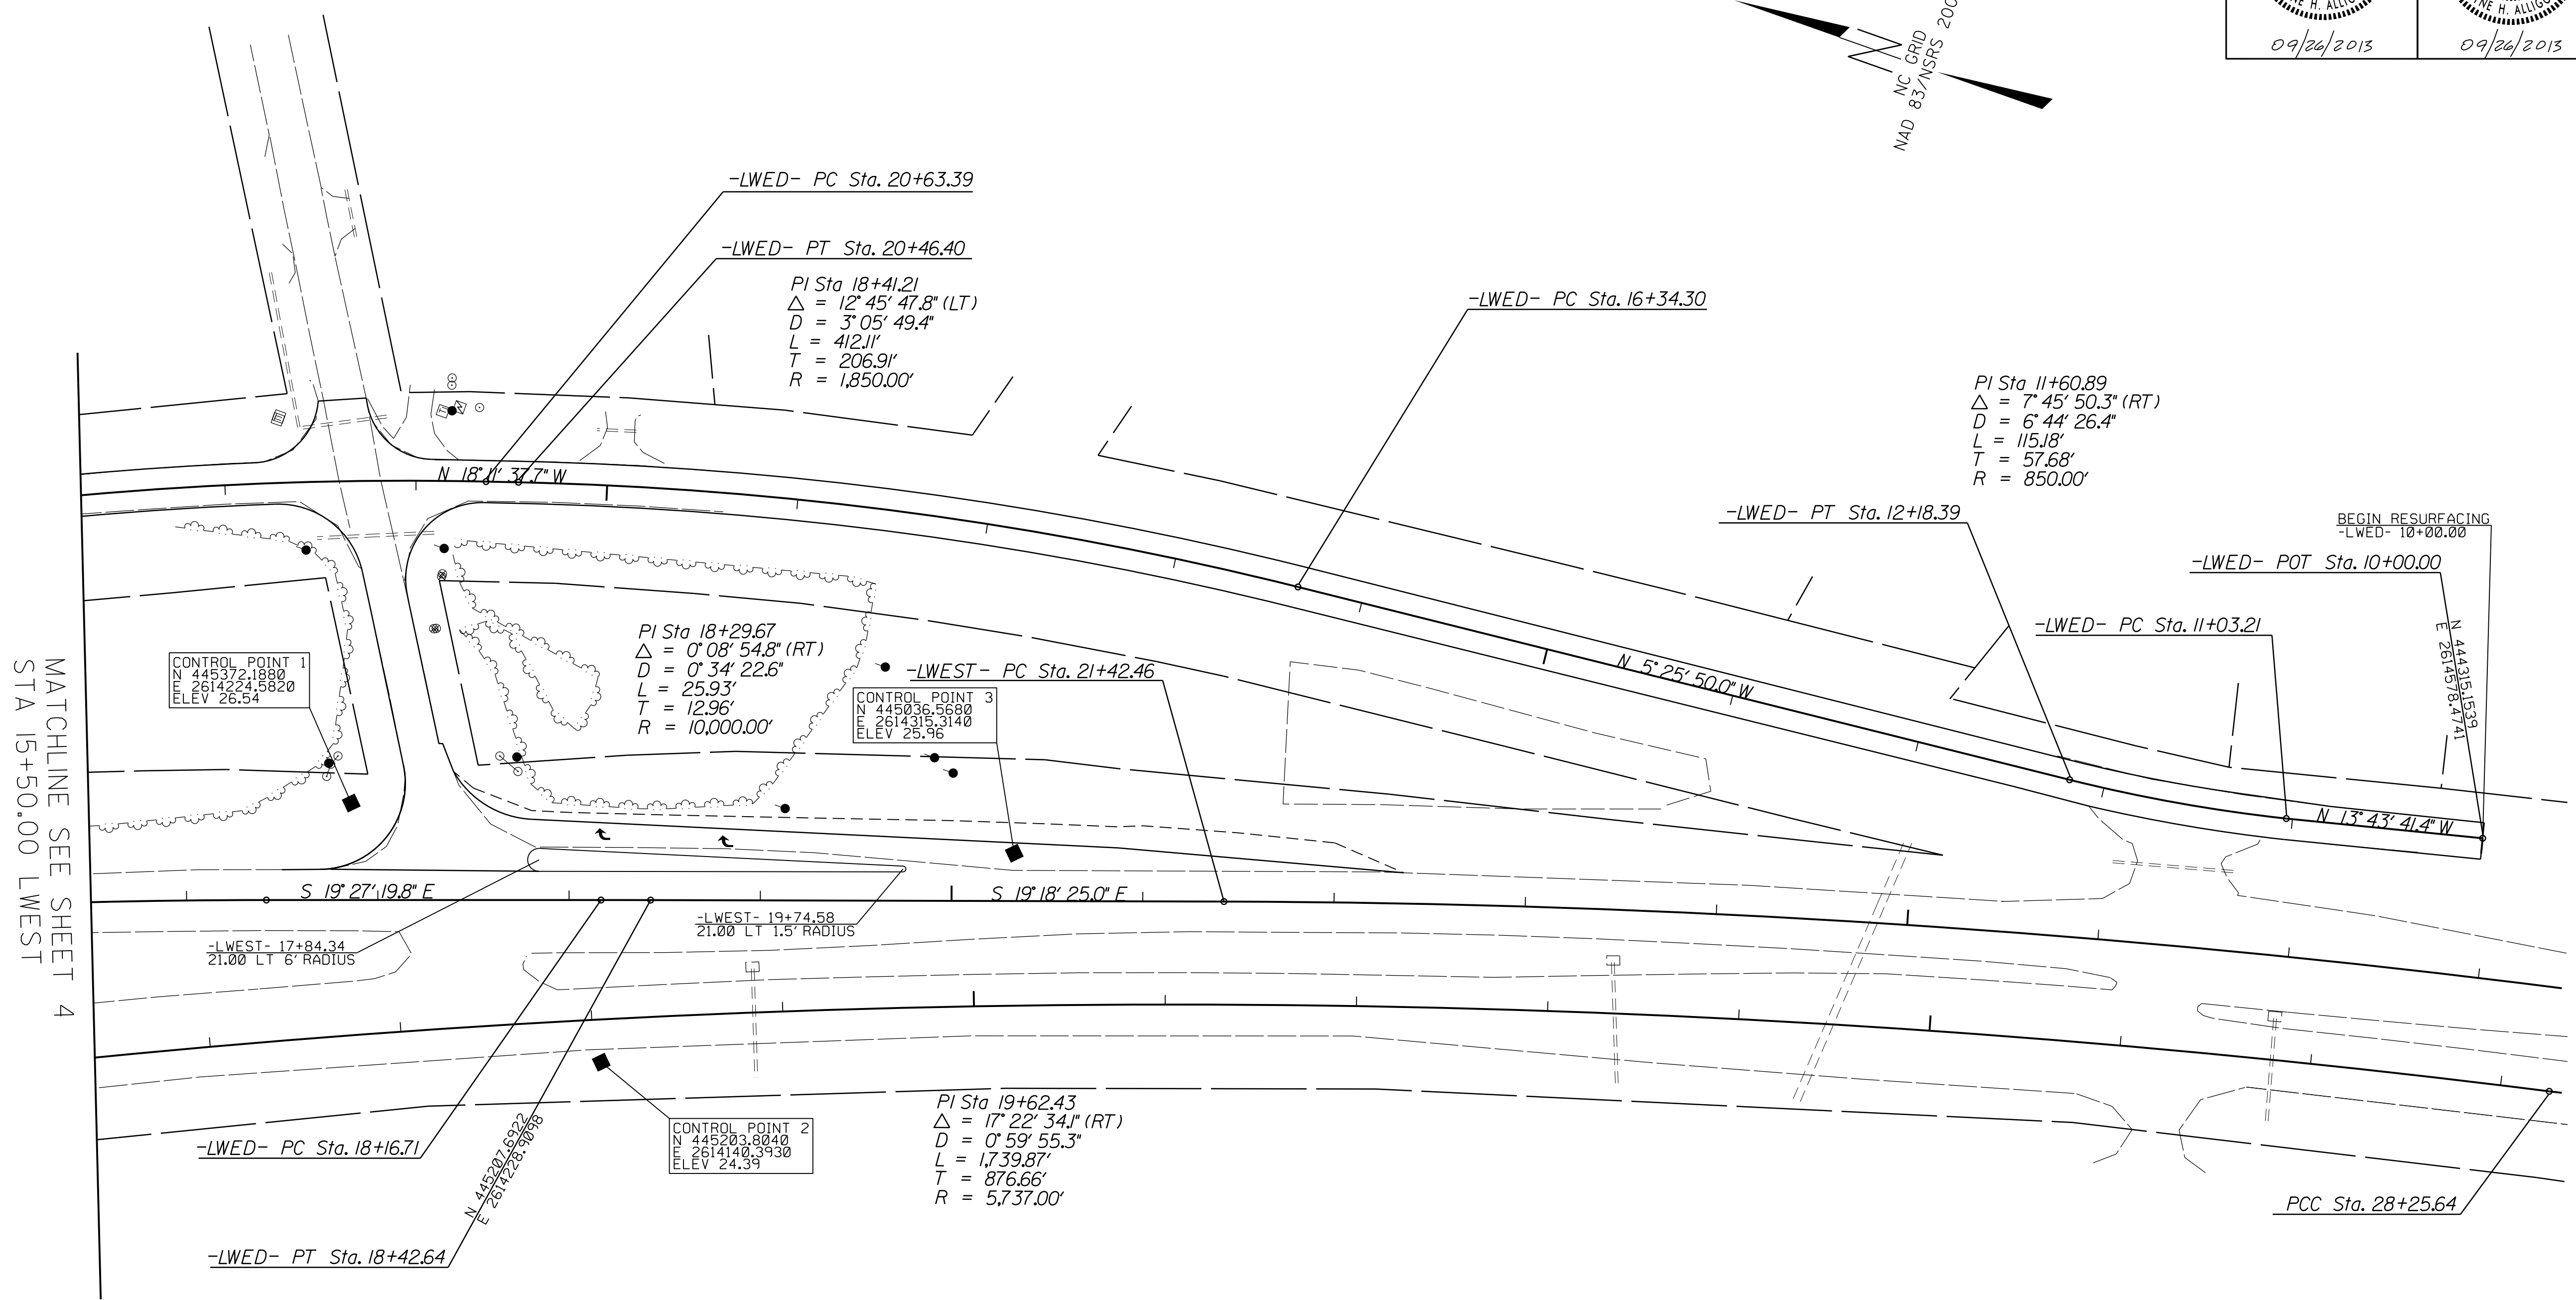 NC GRID
NAD 83/NSRS 200
NE H. ALLIGO
09/26/2013
NE H. ALLIGO
09/26/2013
-LWED- PC Sta. 20+63.39
-LWED- PT Sta. 20+46.40
PI Sta 18+41.21
Δ = 12° 45' 47.8" (LT)
D = 3° 05' 49.4"
L = 412.11'
T = 206.91'
R = 1,850.00'
-LWED- PC Sta. 16+34.30
PI Sta 11+60.89
Δ = 7° 45' 50.3" (RT)
D = 6° 44' 26.4"
L = 115.18'
T = 57.68'
R = 850.00'
-LWED- PT Sta. 12+18.39
BEGIN RESURFACING
-LWED- 10+00.00
-LWED- POT Sta. 10+00.00
-LWED- PC Sta. 11+03.21
N 444315.1539
E 2614578.4741
N 18° 11' 37.7" W
N 5° 25' 50.0" W
N 13° 43' 41.4" W
MATCHLINE SEE SHEET 4
STA 15+50.00 LWEST
CONTROL POINT 1
N 445372.1880
E 2614224.5820
ELEV 26.54
PI Sta 18+29.67
Δ = 0° 08' 54.8" (RT)
D = 0° 34' 22.6"
L = 25.93'
T = 12.96'
R = 10,000.00'
-LWEST- PC Sta. 21+42.46
CONTROL POINT 3
N 445036.5680
E 2614315.3140
ELEV 25.96
S 19° 27' 19.8" E
S 19° 18' 25.0" E
-LWEST- 19+74.58
21.00 LT 1.5' RADIUS
-LWEST- 17+84.34
21.00 LT 6' RADIUS
-LWED- PC Sta. 18+16.71
N 445207.6922
E 2614228.9098
-LWED- PT Sta. 18+42.64
CONTROL POINT 2
N 445203.8040
E 2614140.3930
ELEV 24.39
PI Sta 19+62.43
Δ = 17° 22' 34.1" (RT)
D = 0° 59' 55.3"
L = 1,739.87'
T = 876.66'
R = 5,737.00'
PCC Sta. 28+25.64